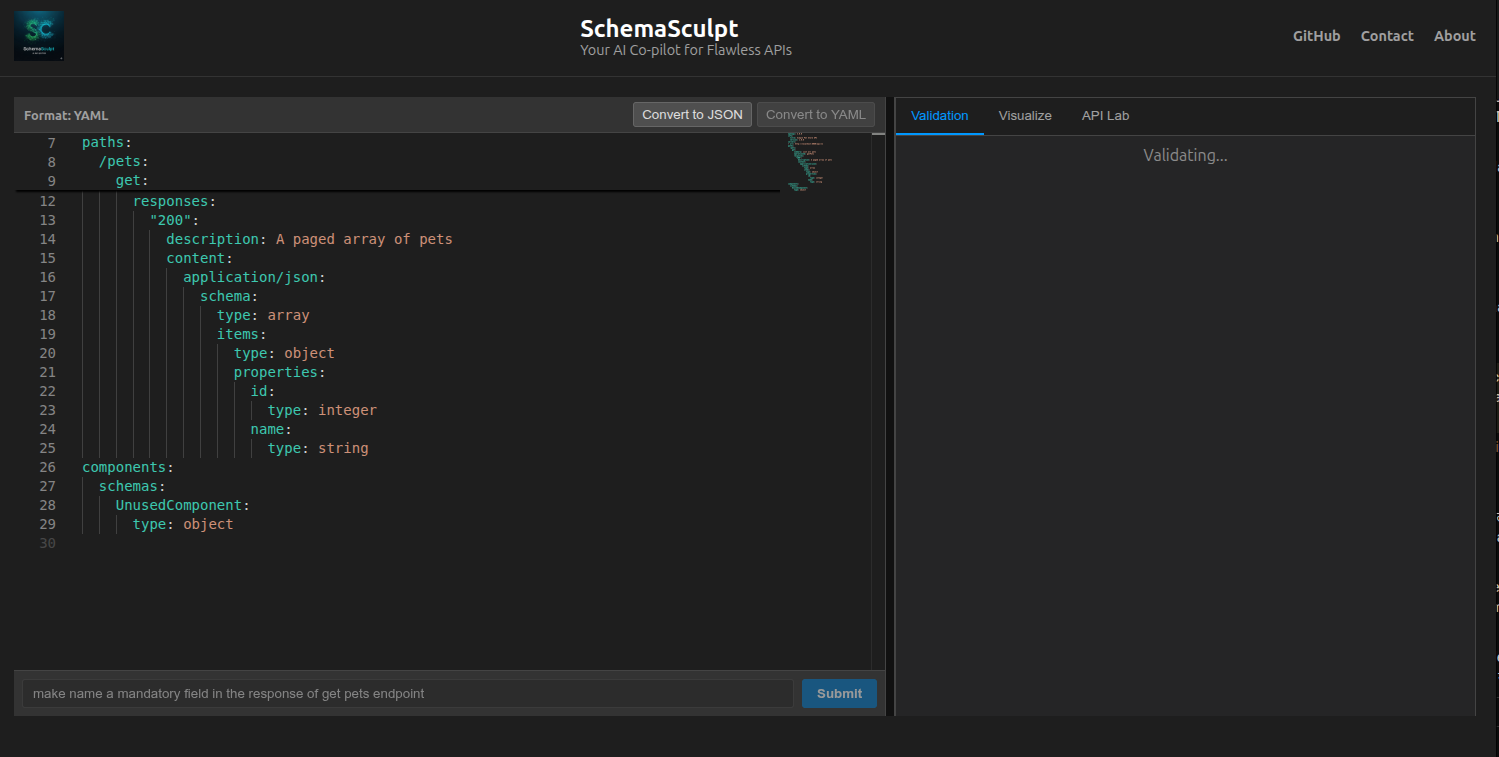 SC
SchemaSculpt
SchemaSculpt
Your AI Co-pilot for Flawless APIs
GitHub Contact About
Format: YAML Convert to JSON Convert to YAML
Validation Visualize API Lab
Validating...
7 paths:
8 /pets:
9 get:
12 responses:
13 "200":
14 description: A paged array of pets
15 content:
16 application/json:
17 schema:
18 type: array
19 items:
20 type: object
21 properties:
22 id:
23 type: integer
24 name:
25 type: string
26 components:
27 schemas:
28 UnusedComponent:
29 type: object
30
make name a mandatory field in the response of get pets endpoint Submit